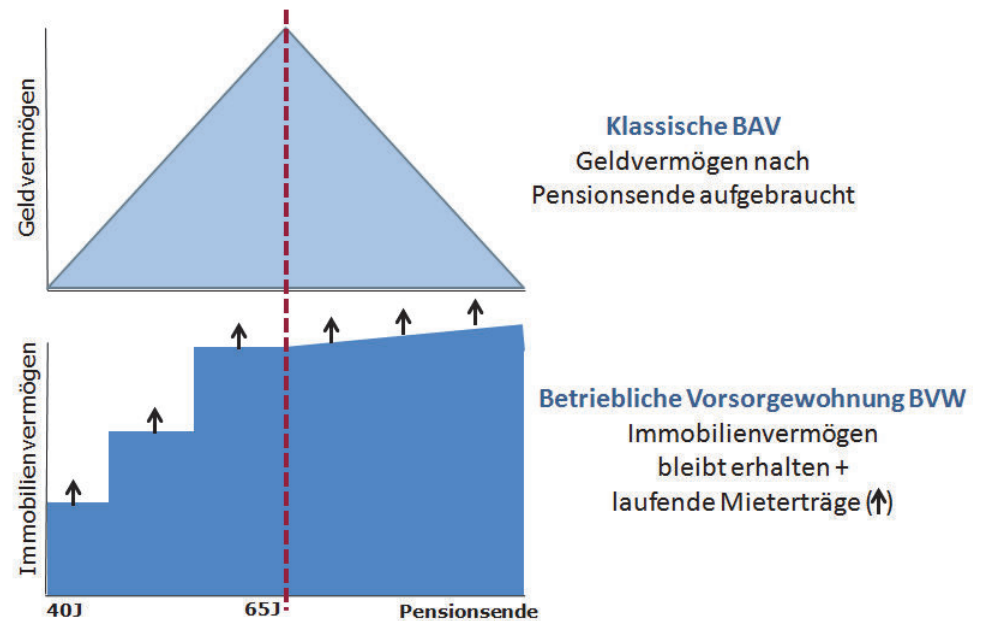 Geldvermögen
Klassische BAV
Geldvermögen nach
Pensionsende aufgebraucht
Immobilienvermögen
Betriebliche Vorsorgewohnung BVW
Immobilienvermögen
bleibt erhalten +
laufende Mieterträge (↑)
40J
65J
Pensionsende